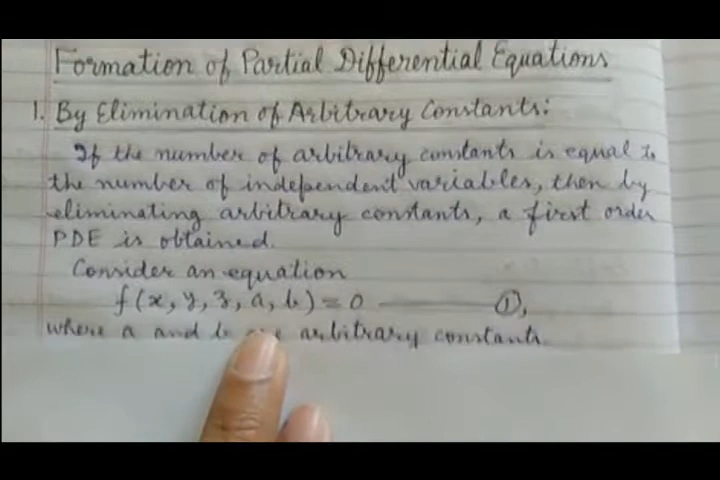 Formation of Partial Differential Equations
1. By Elimination of Arbitrary Constants:
If the number of arbitrary constants is equal to
the number of independent variables, then by
eliminating arbitrary constants, a first order
PDE is obtained.
Consider an equation
f(x, y, z, a, b) = 0 ——— ①,
where a and b are arbitrary constants.